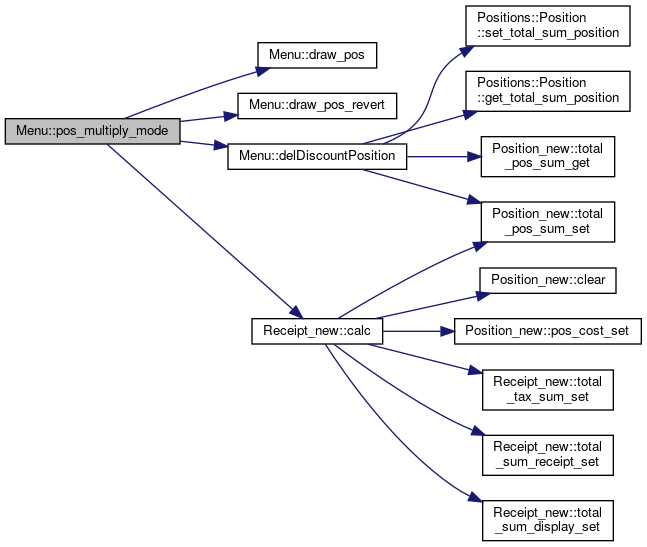 Menu::pos_multiply_mode
Menu::draw_pos
Menu::draw_pos_revert
Menu::delDiscountPosition
Receipt_new::calc
Positions::Position
::set_total_sum_position
Positions::Position
::get_total_sum_position
Position_new::total
_pos_sum_get
Position_new::total
_pos_sum_set
Position_new::clear
Position_new::pos_cost_set
Receipt_new::total
_tax_sum_set
Receipt_new::total
_sum_receipt_set
Receipt_new::total
_sum_display_set